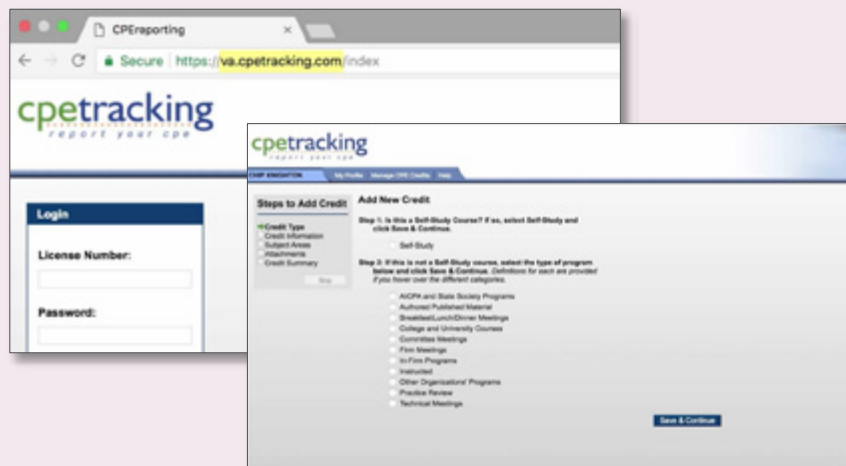 CPEraporting
Secure https://va.cpetracking.com/index
cpetracking
report your cpe
Login
License Number:
Password:
cpetracking
report your cpe
CHIP KNIGHTON My Profile Manage CPE Credits Help
Steps to Add Credit
Credit Type
Credit Information
Subject Areas
Attachments
Credit Summary
Add New Credit
Step 1: Is this a Self-Study Course? If so, select Self-Study and
click Save & Continue.
Self-Study
Step 2: If this is not a Self-Study course, select the type of program
below and click Save & Continue. Definitions for each are provided
if you hover over the different categories.
AICPA and State Society Programs
Authored Published Material
Breakfast/Lunch/Dinner Meetings
College and University Courses
Committee Meetings
Firm Meetings
In-Firm Programs
Instructed
Other Organizations' Programs
Practice Review
Technical Meetings
Save & Continue